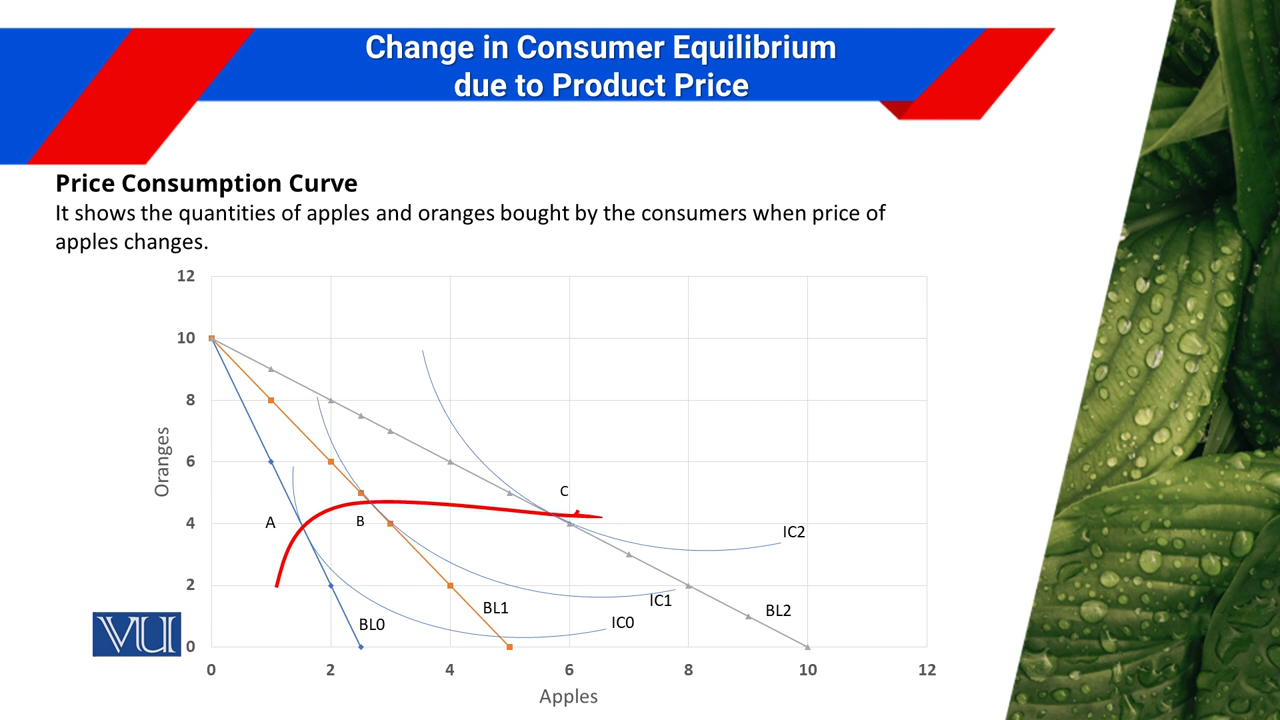 Change in Consumer Equilibrium
due to Product Price
Price Consumption Curve
It shows the quantities of apples and oranges bought by the consumers when price of
apples changes.
12
10
8
6
4
2
0
Oranges
A
B
C
IC2
IC1
IC0
BL0
BL1
BL2
0 2 4 6 8 10 12
Apples
VU